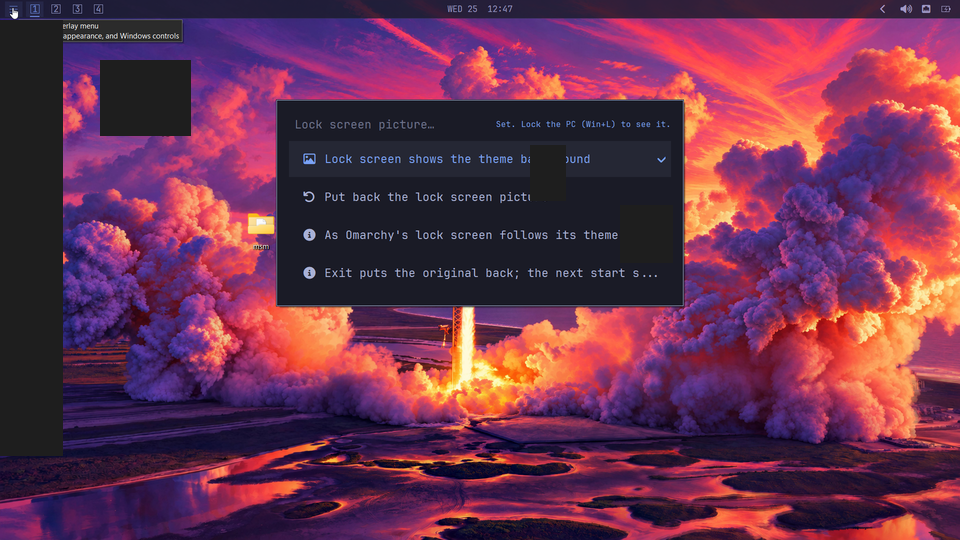 1 2 3 4
WED 25 12:47
erlay menu
appearance, and Windows controls
Lock screen picture…
Set. Lock the PC (Win+L) to see it.
Lock screen shows the theme
Put back the lock screen
As Omarchy's lock screen follows its theme
Exit puts the original back; the next start s...